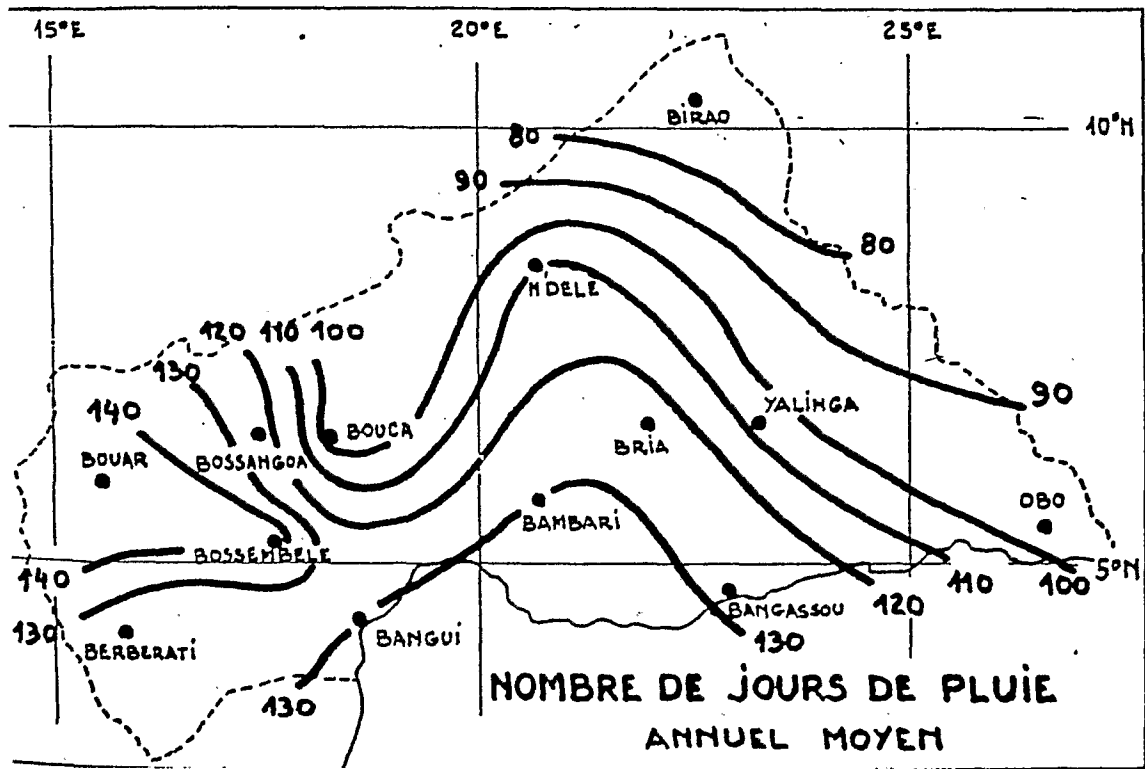 15°E 20°E 25°E
BiRAO
10°N
80
90
80
N'DELE
120 110 100
130
90
140
YALiNGA
BOUCA
BRiA
BOSSANGOA
BOUAR
OBO
BAMBARi
BOSSEMBELE
140
5°N
110
100
BANGASSOU
120
130
BANGUi
130
BERBERATi
130
NOMBRE DE jOURS DE PLUiE
ANNUEL MOYEN